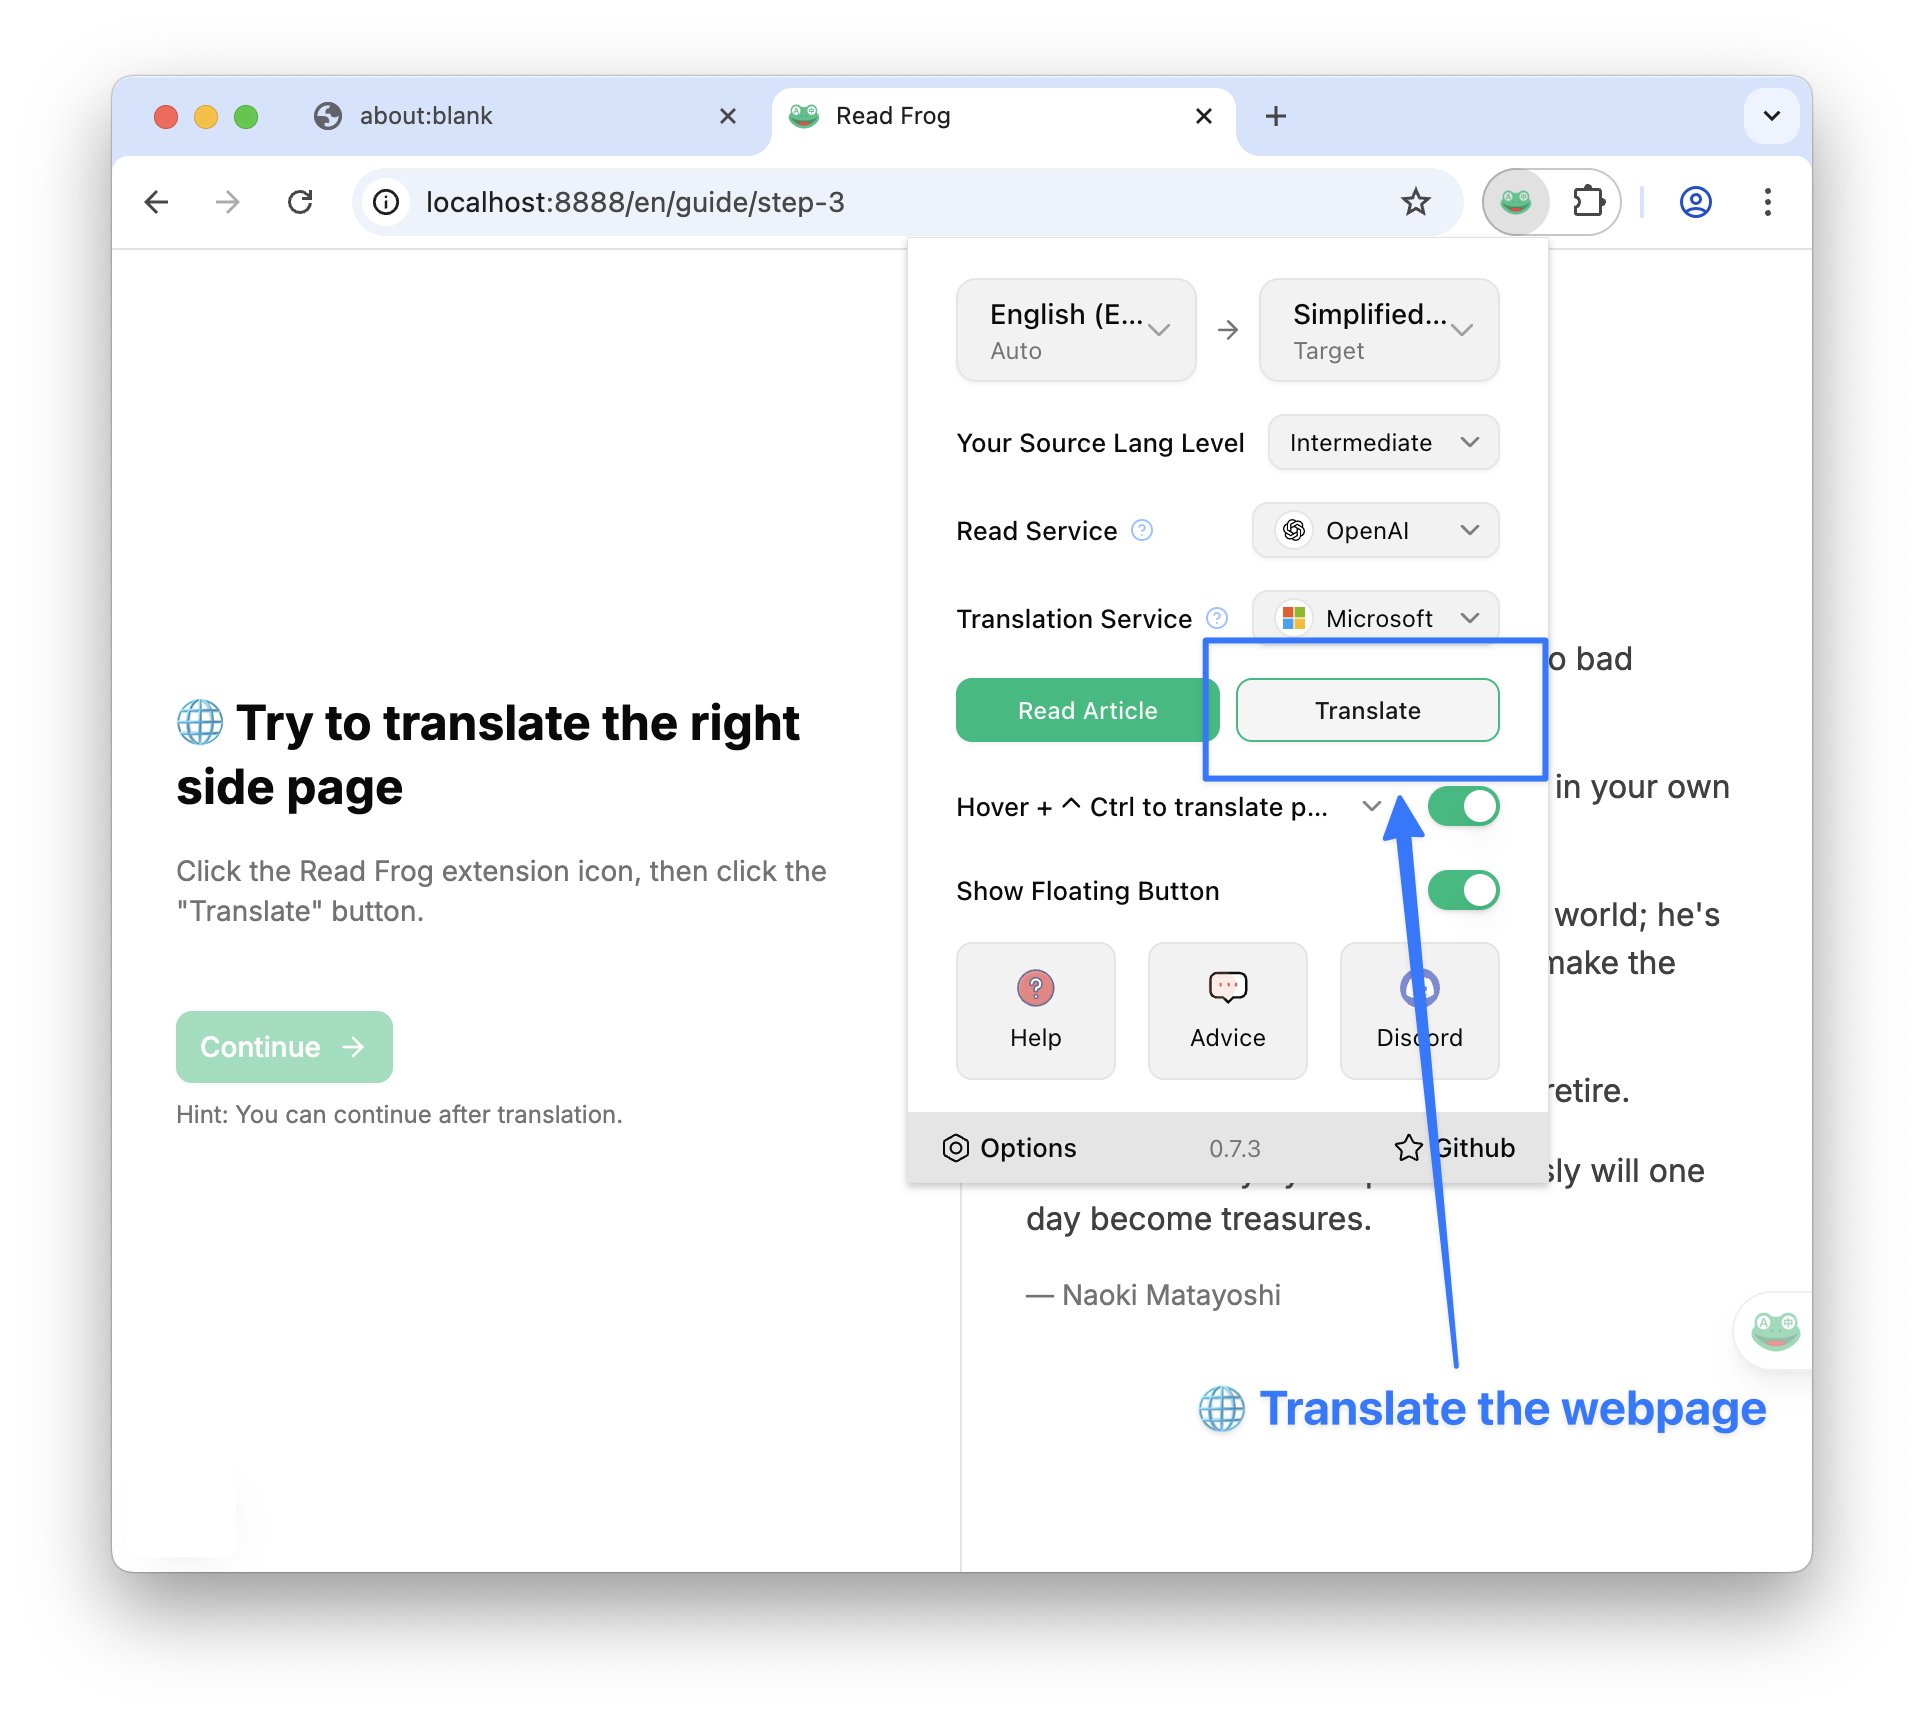 about:blank
Read Frog
localhost:8888/en/guide/step-3
English (E...
Auto
Simplified...
Target
Your Source Lang Level
Intermediate
Read Service
OpenAI
Translation Service
Microsoft
Read Article
Translate
Hover + ^ Ctrl to translate p...
Show Floating Button
Help
Advice
Discord
Options
0.7.3
Github
🌐 Try to translate the right
side page
Click the Read Frog extension icon, then click the
"Translate" button.
Continue →
Hint: You can continue after translation.
o bad
in your own
world; he's
make the
retire.
sly will one
day become treasures.
— Naoki Matayoshi
🌐 Translate the webpage